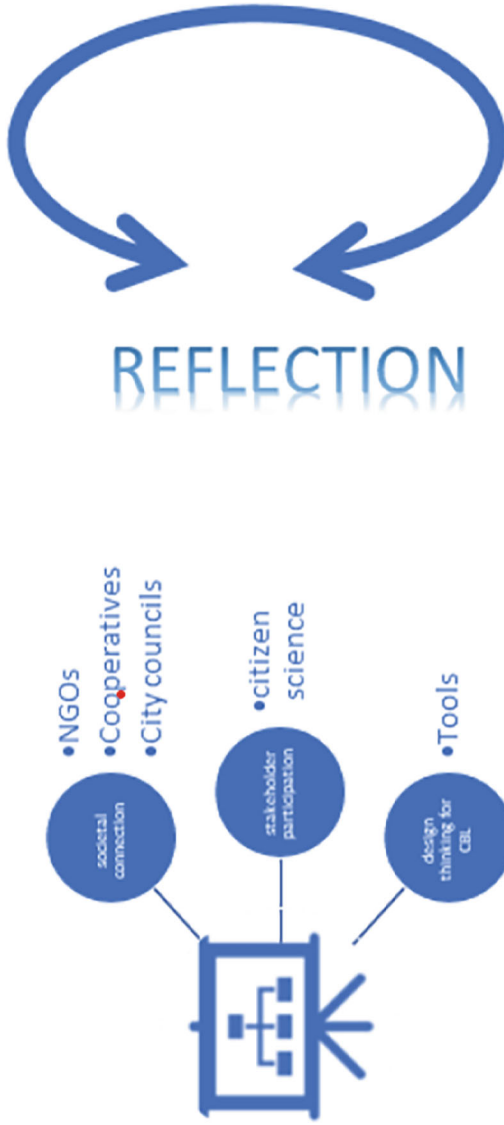 REFLECTION
•NGOs
•Cooperatives
•City councils
societal
connection
•citizen
science
stakeholder
participation
•Tools
design
thinking for
CBL